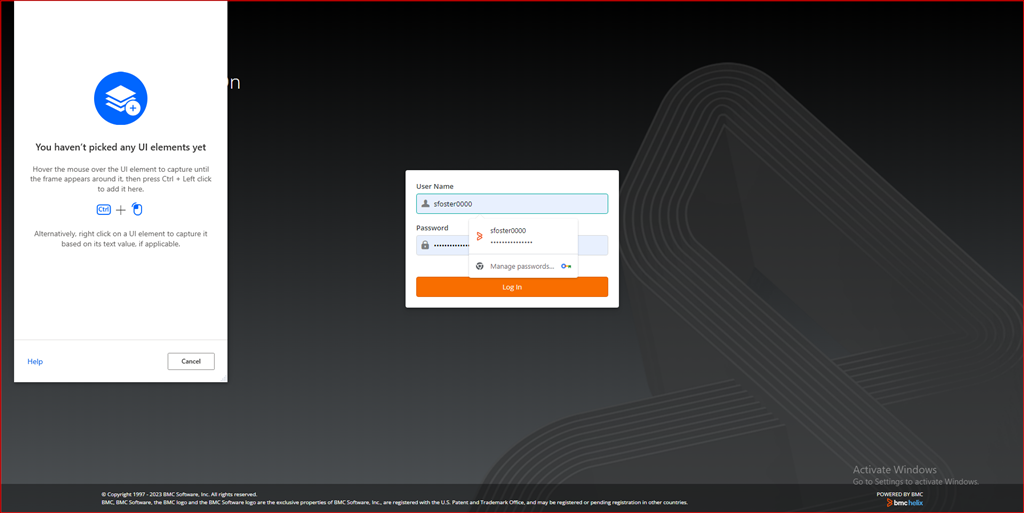 You haven't picked any UI elements yet
Hover the mouse over the UI element to capture until
the frame appears around it, then press Ctrl + Left click
to add it here.
Ctrl +
Alternatively, right click on a UI element to capture it
based on its text value, if applicable.
Help
Cancel
User Name
sfoster0000
Password
••••••••••
sfoster0000
•••••••••••••••
Manage passwords...
Log In
Activate Windows
Go to Settings to activate Windows.
© Copyright 1997 - 2023 BMC Software, Inc. All rights reserved.
BMC, BMC Software, the BMC logo and the BMC Software logo are the exclusive properties of BMC Software, Inc., are registered with the U.S. Patent and Trademark Office, and may be registered or pending registration in other countries.
POWERED BY BMC
bmchelix